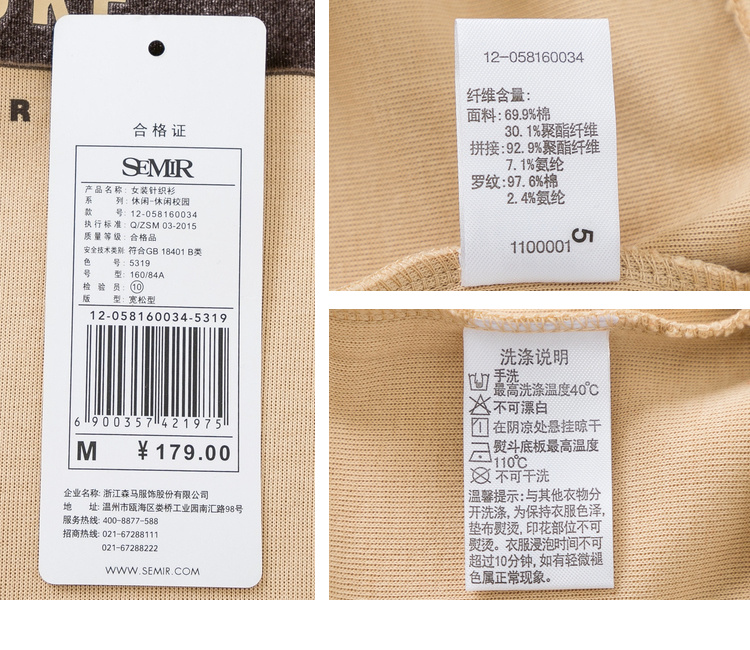 R
合格证
SEMIR
产品名称: 女装针织衫
系 列: 休闲-休闲校园
款 号: 12-058160034
执行标准: Q/ZSM 03-2015
质量等级: 合格品
安全技术类别: 符合GB 18401 B类
色 号: 5319
号 型: 160/84A
检 验 员: 10
版 型: 宽松型
12-058160034-5319
6 900357 421975
M ¥179.00
企业名称: 浙江森马服饰股份有限公司
地 址: 温州市瓯海区娄桥工业园南汇路98号
服务热线: 400-8877-588
招商热线: 021-67288111
021-67288222
WWW.SEMIR.COM
12-058160034
纤维含量:
面料: 69.9%棉
30.1%聚酯纤维
拼接: 92.9%聚酯纤维
7.1%氨纶
罗纹: 97.6%棉
2.4%氨纶
1100001
5
洗涤说明
手洗
最高洗涤温度40℃
不可漂白
在阴凉处悬挂晾干
熨斗底板最高温度
110℃
不可干洗
温馨提示: 与其他衣物分
开洗涤, 为保持衣服色泽,
垫布熨烫, 印花部位不可
熨烫。衣服浸泡时间不可
超过10分钟, 如有轻微褪
色属正常现象。